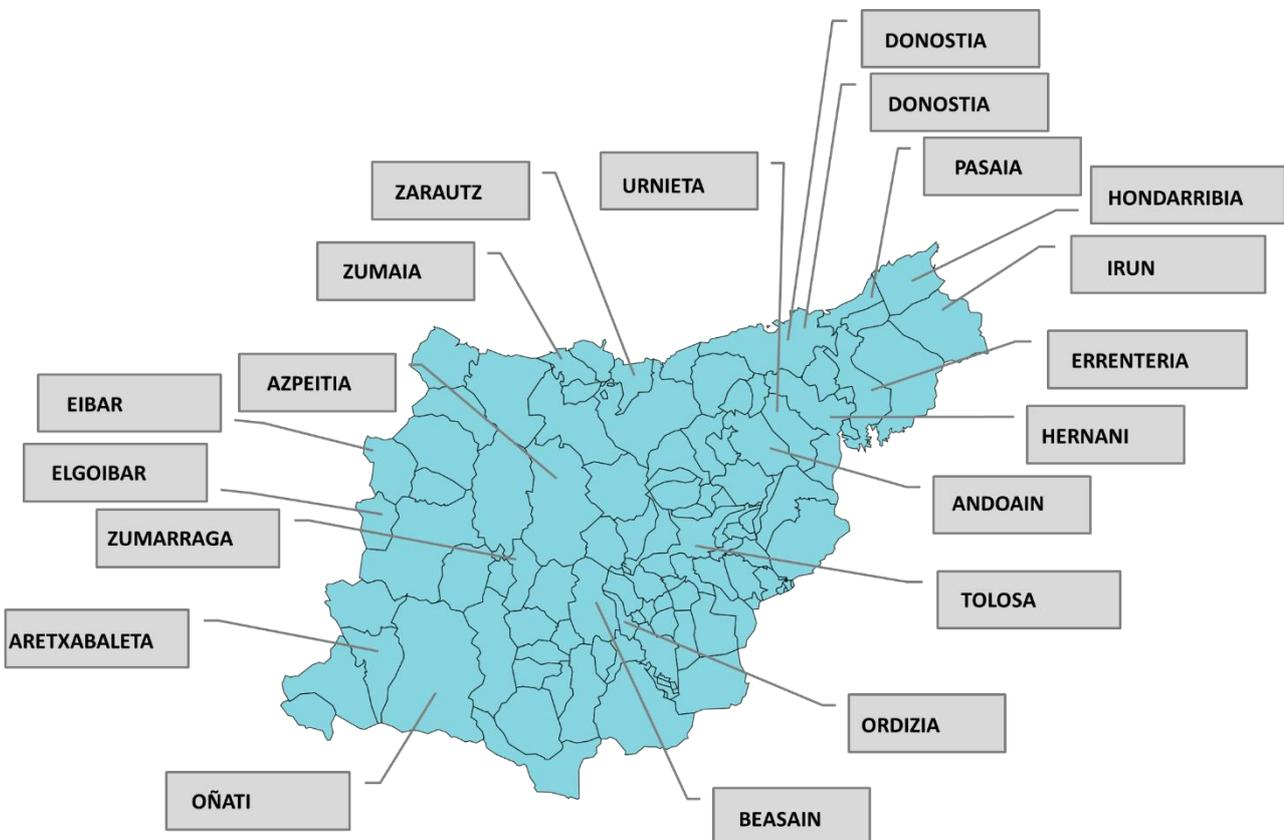 DONOSTIA
DONOSTIA
PASAIA
URNIETA
ZARAUTZ
HONDARRIBIA
ZUMAIA
IRUN
ERRENTERIA
AZPEITIA
EIBAR
HERNANI
ELGOIBAR
ANDOAIN
ZUMARRAGA
TOLOSA
ARETXABALETA
ORDIZIA
OÑATI
BEASAIN